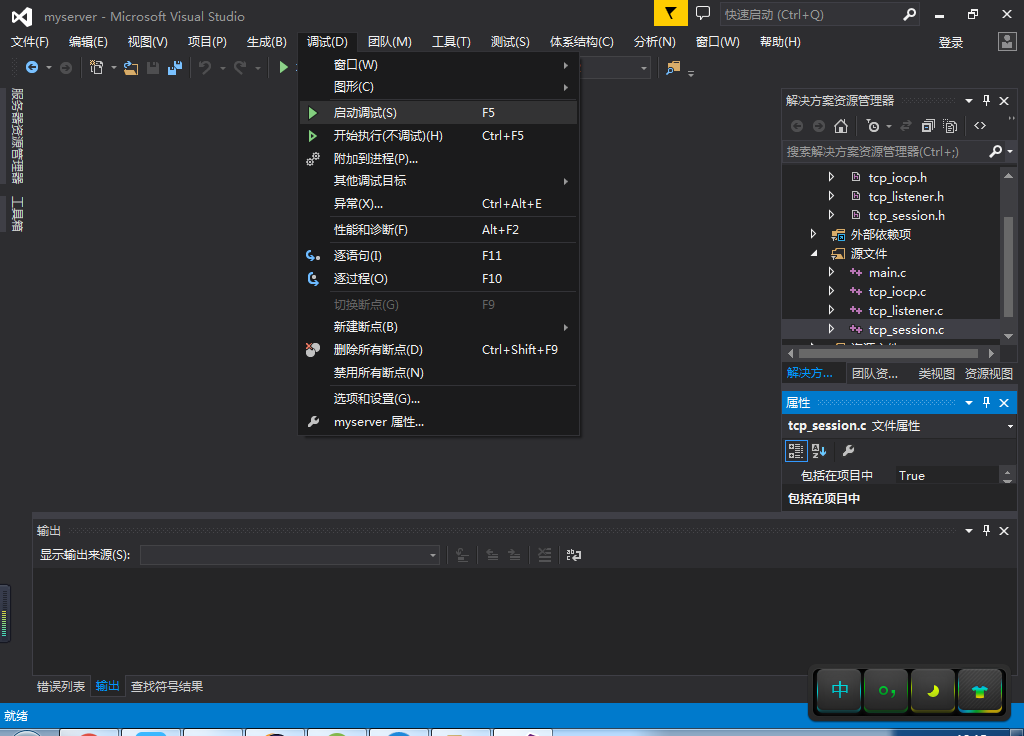 myserver - Microsoft Visual Studio
快速启动 (Ctrl+Q)
文件(F) 编辑(E) 视图(V) 项目(P) 生成(B) 调试(D) 团队(M) 工具(T) 测试(S) 体系结构(C) 分析(N) 窗口(W) 帮助(H) 登录
服务器资源管理器
工具箱
窗口(W)
图形(C)
启动调试(S) F5
开始执行(不调试)(H) Ctrl+F5
附加到进程(P)...
其他调试目标
异常(X)... Ctrl+Alt+E
性能和诊断(F) Alt+F2
逐语句(I) F11
逐过程(O) F10
切换断点(G) F9
新建断点(B)
删除所有断点(D) Ctrl+Shift+F9
禁用所有断点(N)
选项和设置(G)...
myserver 属性...
解决方案资源管理器
搜索解决方案资源管理器(Ctrl+;)
tcp_iocp.h
tcp_listener.h
tcp_session.h
外部依赖项
源文件
main.c
tcp_iocp.c
tcp_listener.c
tcp_session.c
解决方... 团队资... 类视图 资源视图
属性
tcp_session.c 文件属性
包括在项目中 True
包括在项目中
输出
显示输出来源(S):
错误列表 输出 查找符号结果
中
就绪